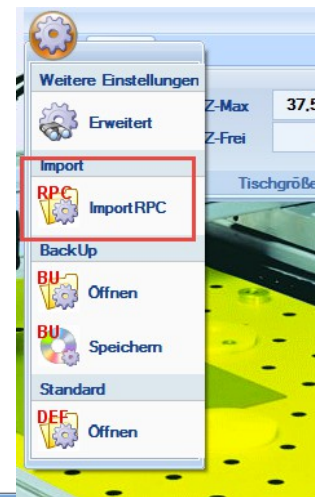 Weitere Einstellungen
Erweitert
Import
RPC
Import RPC
BackUp
BU
Öffnen
BU
Speichern
Standard
DEF
Öffnen
Z-Max 37,5
Z-Frei